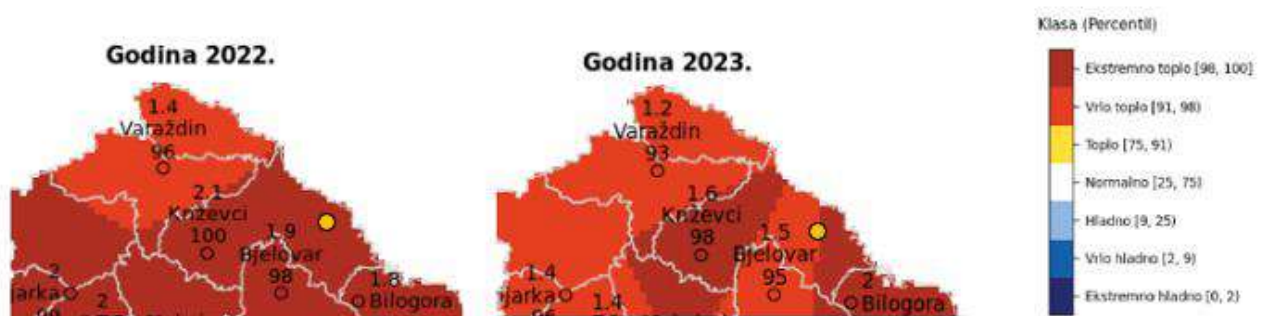 Godina 2022.
1.4
Varaždin
96
2.1
Križevci
100
1.9
Bjelovar
98
1.8
Bilogora
2
jarka
2
Godina 2023.
1.2
Varaždin
93
1.6
Križevci
98
1.5
Bjelovar
95
2
Bilogora
1.4
jarka
1.4
Klasa (Percentil)
Ekstremno toplo [98, 100]
Vrlo toplo [91, 98)
Toplo [75, 91)
Normalno [25, 75)
Hladno [9, 25)
Vrlo hladno [2, 9)
Ekstremno hladno [0, 2)